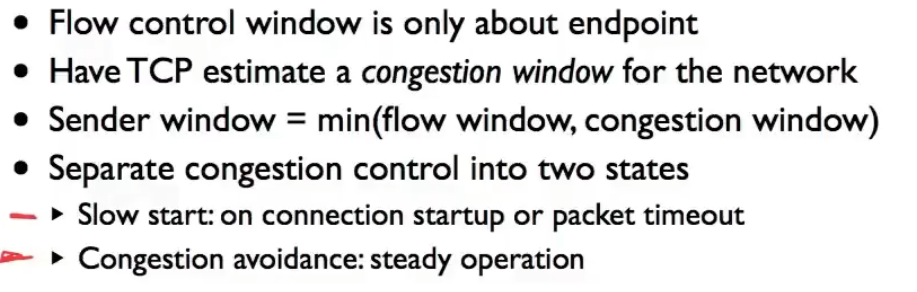 • Flow control window is only about endpoint
• Have TCP estimate a congestion window for the network
• Sender window = min(flow window, congestion window)
• Separate congestion control into two states
‣ Slow start: on connection startup or packet timeout
‣ Congestion avoidance: steady operation